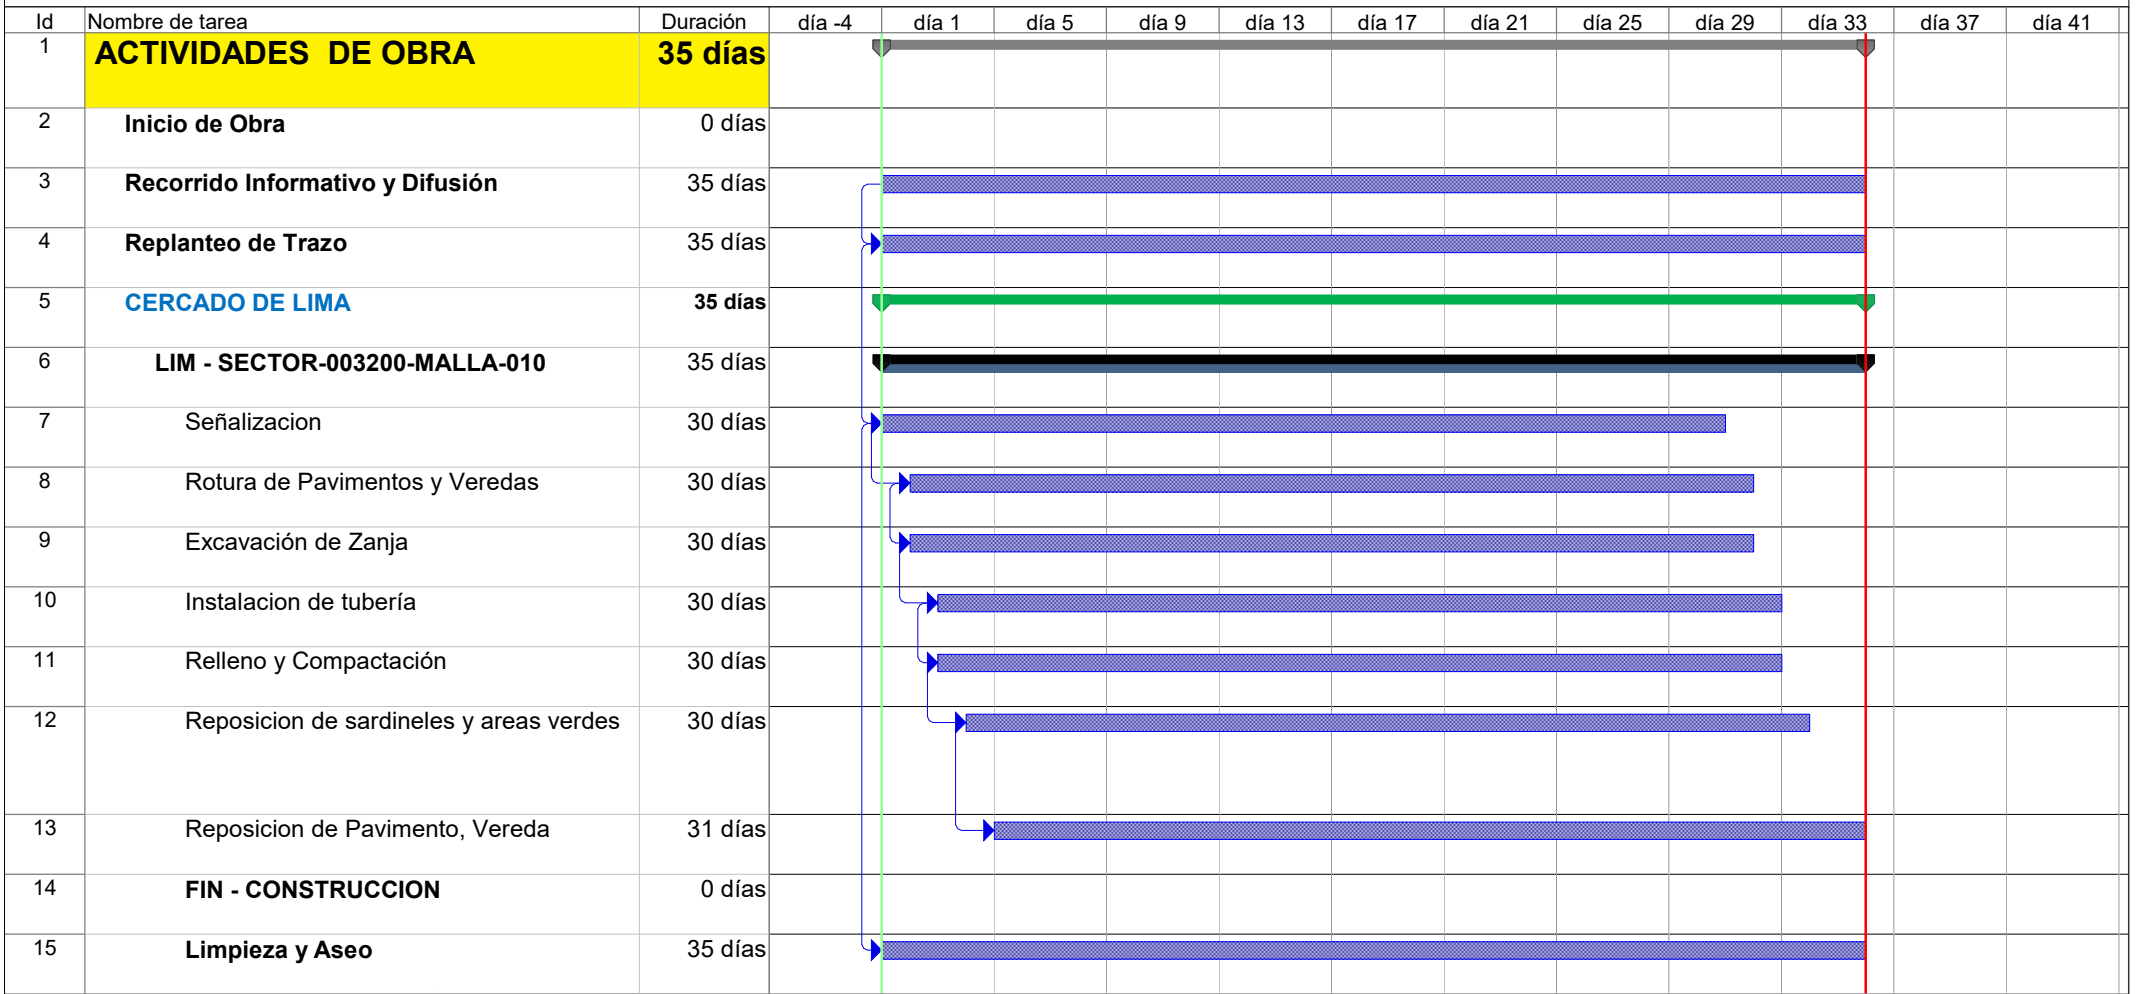 Id Nombre de tarea Duración día -4 día 1 día 5 día 9 día 13 día 17 día 21 día 25 día 29 día 33 día 37 día 41
1 ACTIVIDADES DE OBRA 35 días
2 Inicio de Obra 0 días
3 Recorrido Informativo y Difusión 35 días
4 Replanteo de Trazo 35 días
5 CERCADO DE LIMA 35 días
6 LIM - SECTOR-003200-MALLA-010 35 días
7 Señalizacion 30 días
8 Rotura de Pavimentos y Veredas 30 días
9 Excavación de Zanja 30 días
10 Instalacion de tubería 30 días
11 Relleno y Compactación 30 días
12 Reposicion de sardineles y areas verdes 30 días
13 Reposicion de Pavimento, Vereda 31 días
14 FIN - CONSTRUCCION 0 días
15 Limpieza y Aseo 35 días